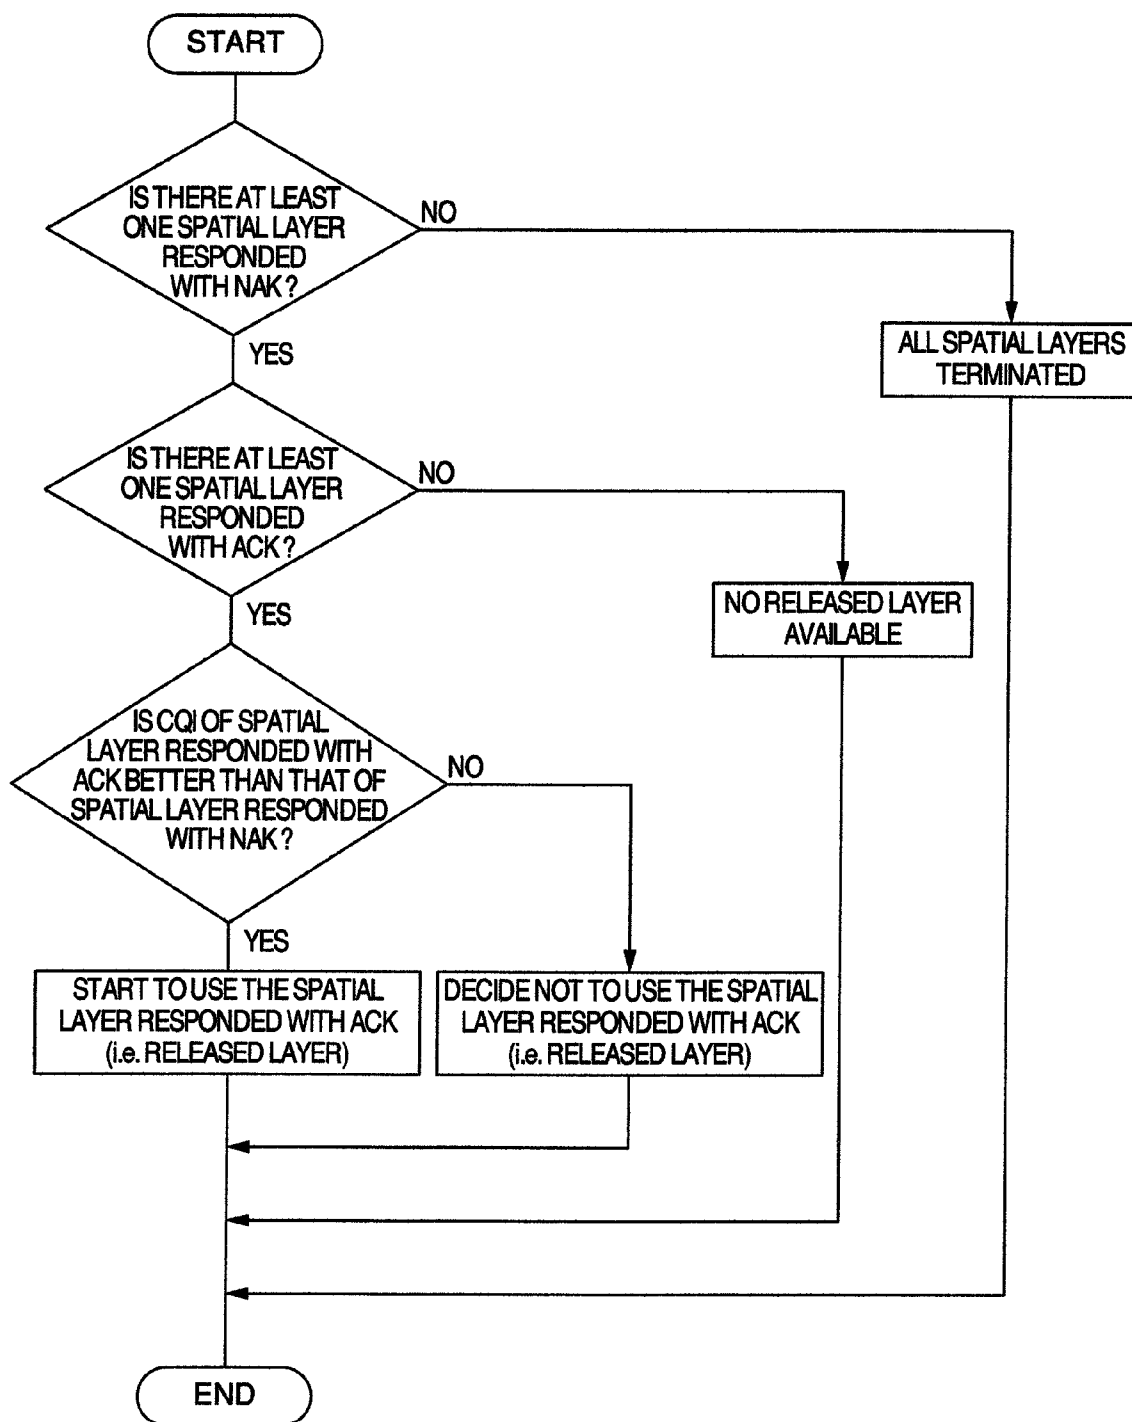 START
IS THERE AT LEAST
ONE SPATIAL LAYER
RESPONDED
WITH NAK?
NO
YES
ALL SPATIAL LAYERS
TERMINATED
IS THERE AT LEAST
ONE SPATIAL LAYER
RESPONDED
WITH ACK?
NO
YES
NO RELEASED LAYER
AVAILABLE
IS CQI OF SPATIAL
LAYER RESPONDED WITH
ACK BETTER THAN THAT OF
SPATIAL LAYER RESPONDED
WITH NAK?
NO
YES
START TO USE THE SPATIAL
LAYER RESPONDED WITH ACK
(i.e. RELEASED LAYER)
DECIDE NOT TO USE THE SPATIAL
LAYER RESPONDED WITH ACK
(i.e. RELEASED LAYER)
END